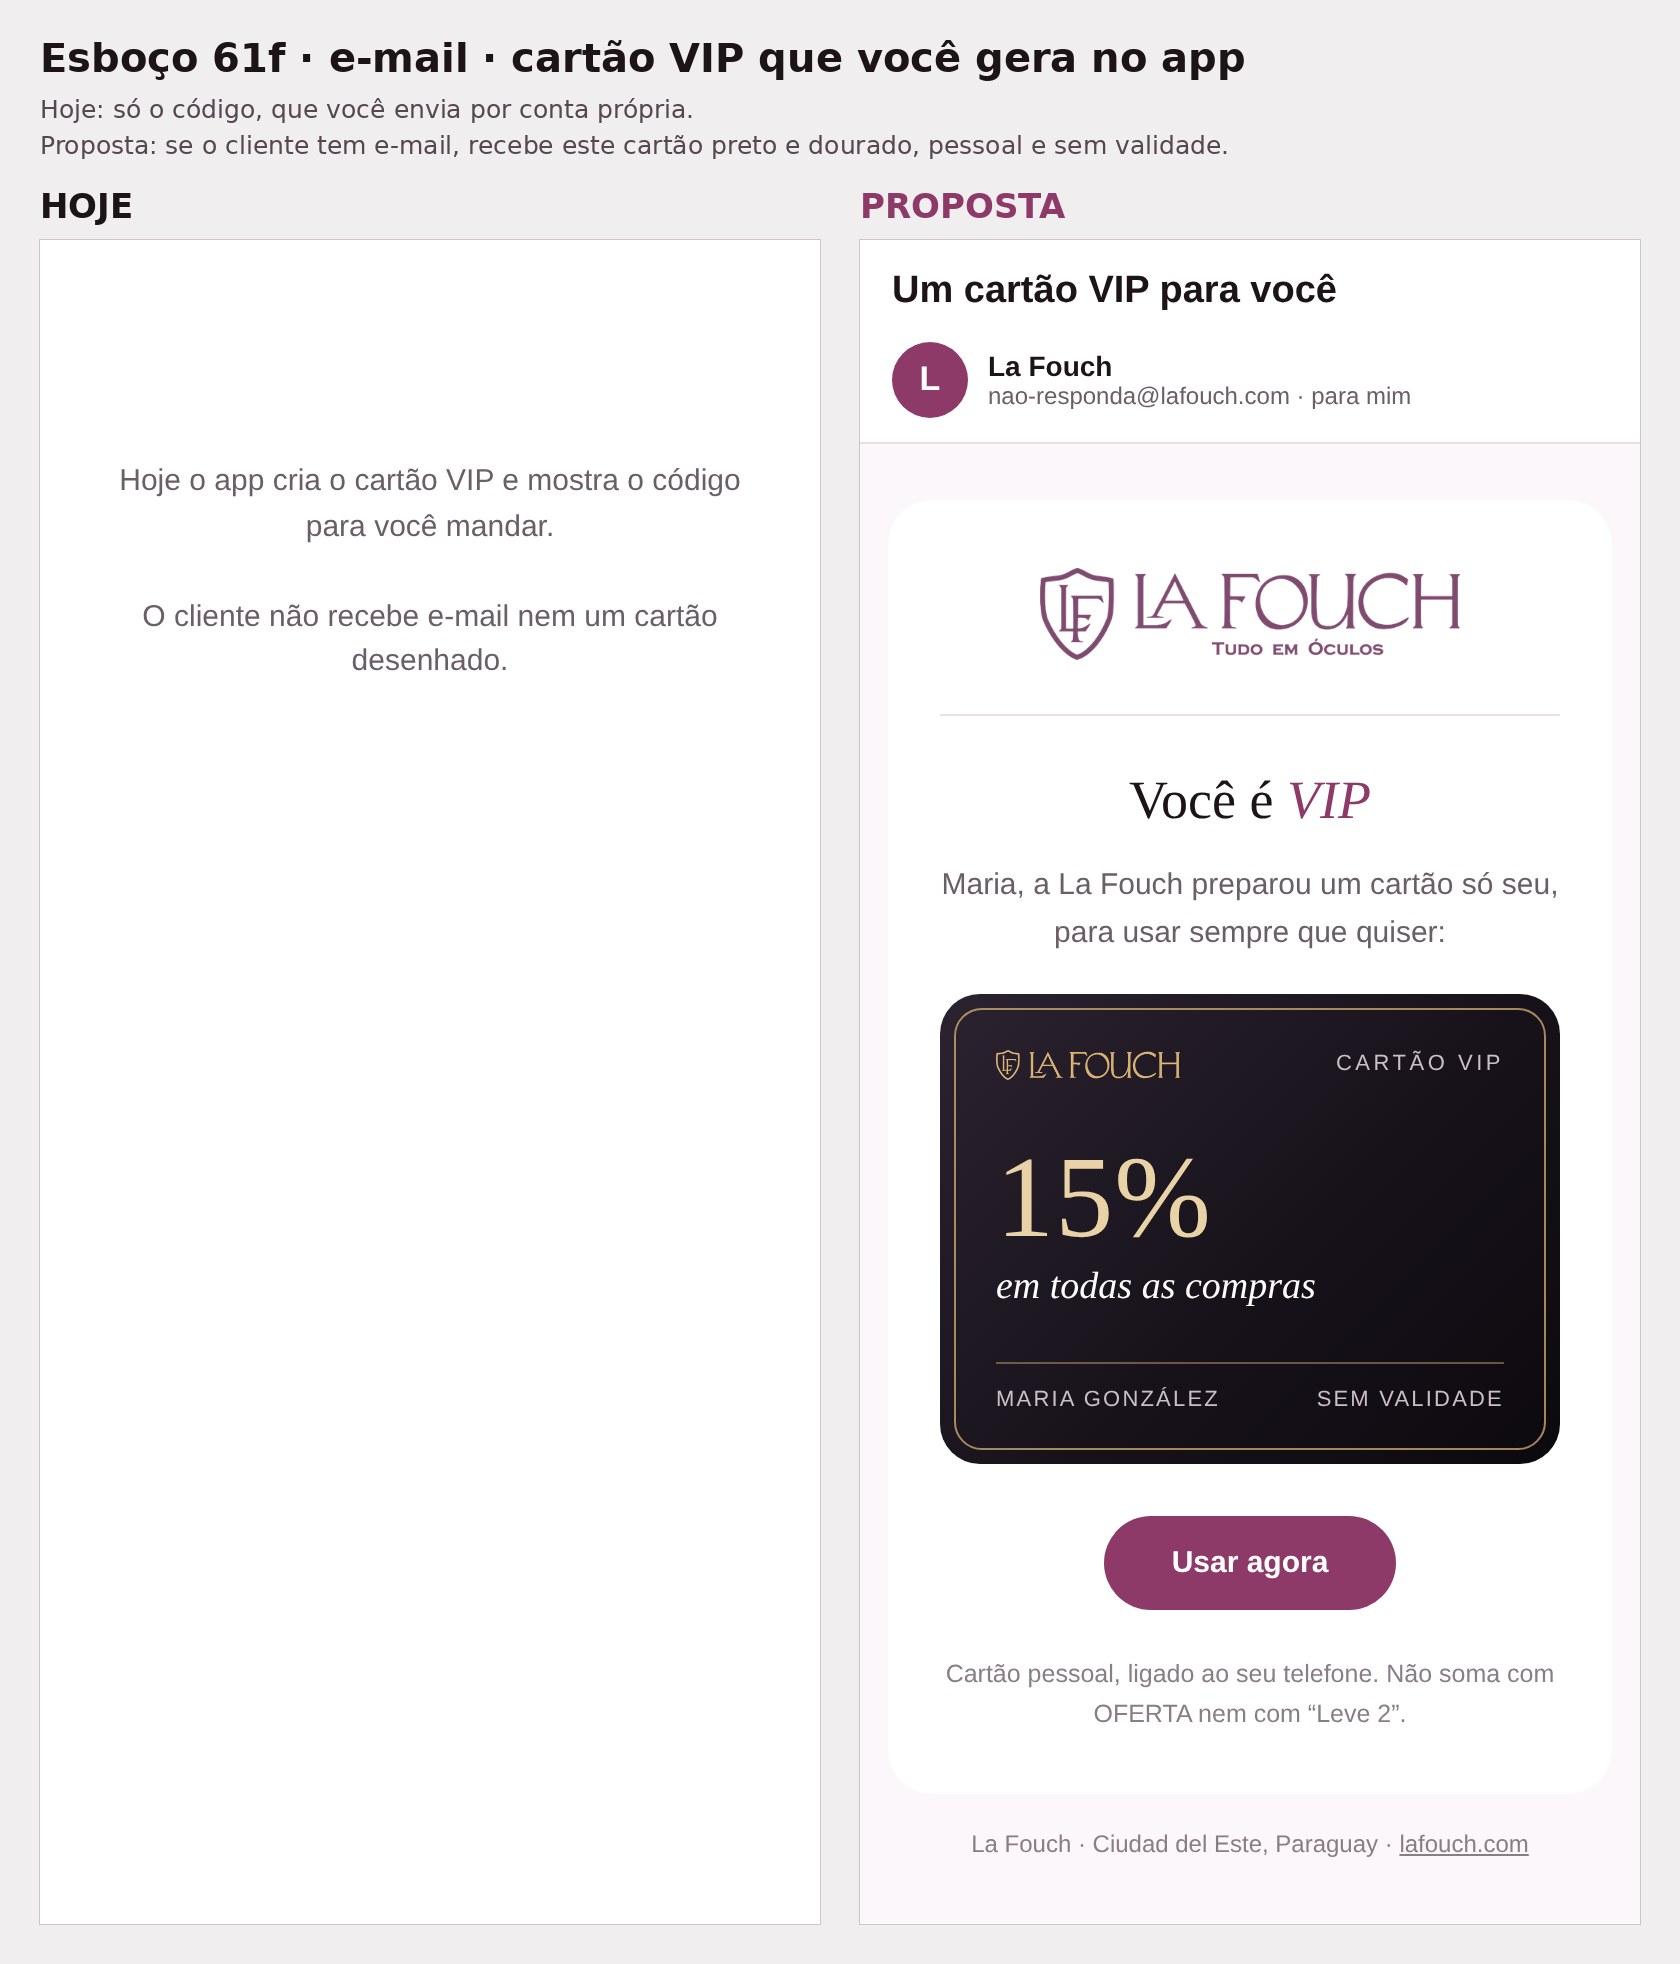 Esboço 61f · e-mail · cartão VIP que você gera no app
Hoje: só o código, que você envia por conta própria.
Proposta: se o cliente tem e-mail, recebe este cartão preto e dourado, pessoal e sem validade.
HOJE
Hoje o app cria o cartão VIP e mostra o código
para você mandar.
O cliente não recebe e-mail nem um cartão
desenhado.
PROPOSTA
Um cartão VIP para você
L
La Fouch
nao-responda@lafouch.com · para mim
LF LA FOUCH
Tudo em Óculos
Você é VIP
Maria, a La Fouch preparou um cartão só seu,
para usar sempre que quiser:
LF LA FOUCH
CARTÃO VIP
15%
em todas as compras
MARIA GONZÁLEZ
SEM VALIDADE
Usar agora
Cartão pessoal, ligado ao seu telefone. Não soma com
OFERTA nem com “Leve 2”.
La Fouch · Ciudad del Este, Paraguay · lafouch.com